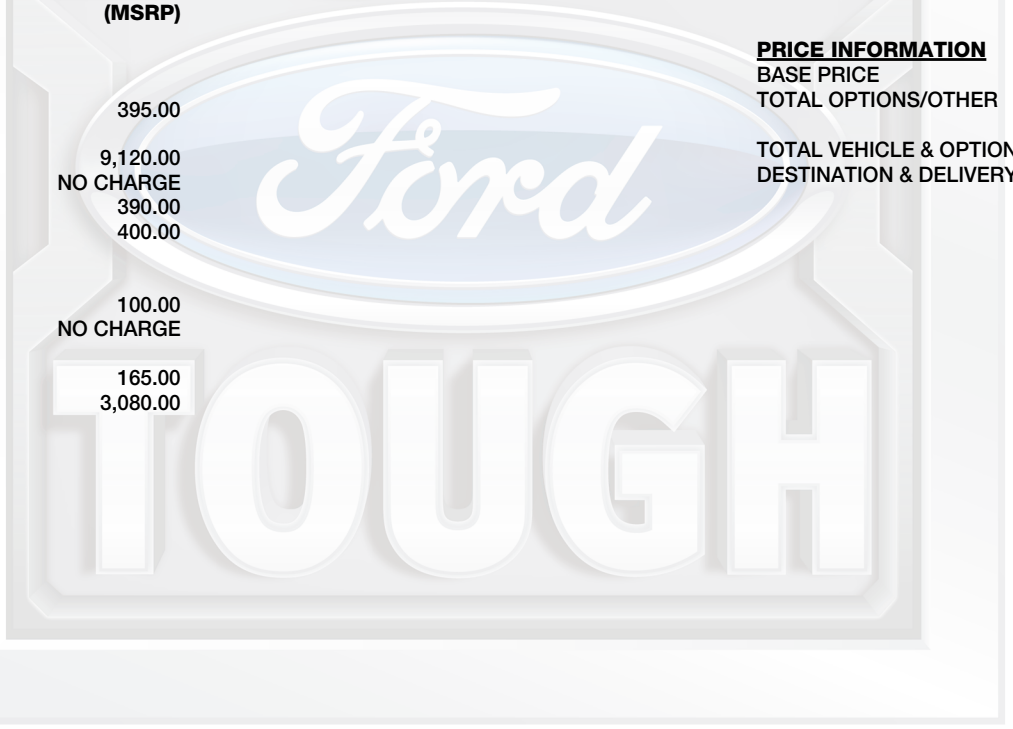 (MSRP)
395.00
9,120.00
NO CHARGE
390.00
400.00
100.00
NO CHARGE
165.00
3,080.00
PRICE INFORMATION
BASE PRICE
TOTAL OPTIONS/OTHER
TOTAL VEHICLE & OPTION
DESTINATION & DELIVERY
Ford
TOUGH